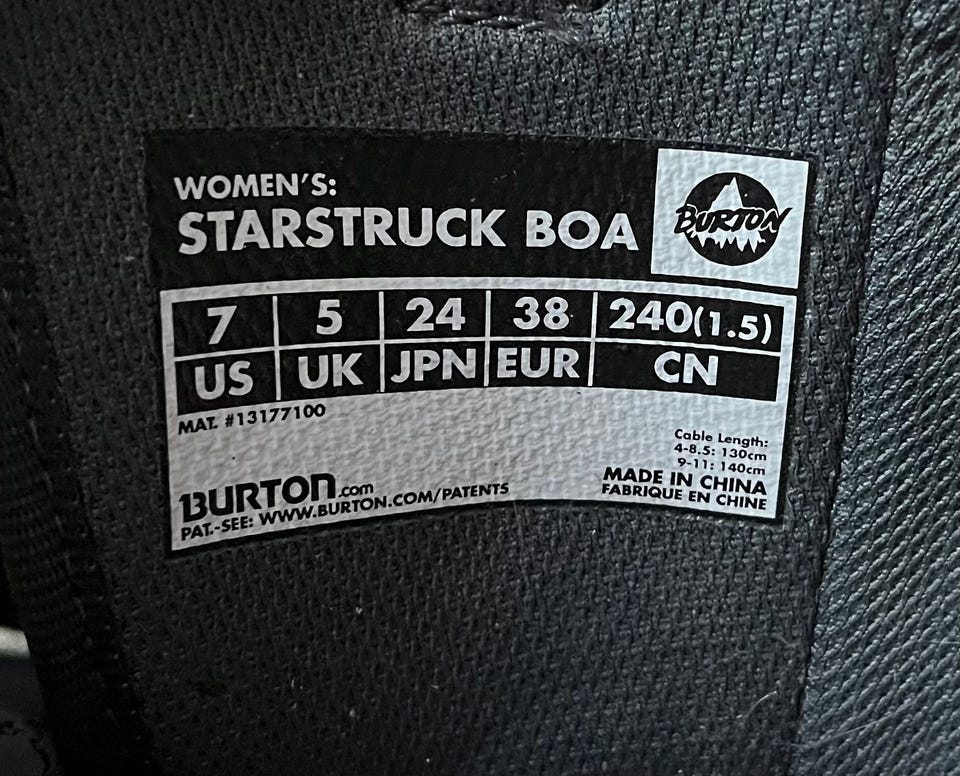 WOMEN'S:
STARSTRUCK BOA
BURTON
7 5 24 38 240(1.5)
US UK JPN EUR CN
MAT. #13177100
Cable Length:
4-8.5: 130cm
9-11: 140cm
BURTON.com
PAT.-SEE: WWW.BURTON.COM/PATENTS
MADE IN CHINA
FABRIQUE EN CHINE